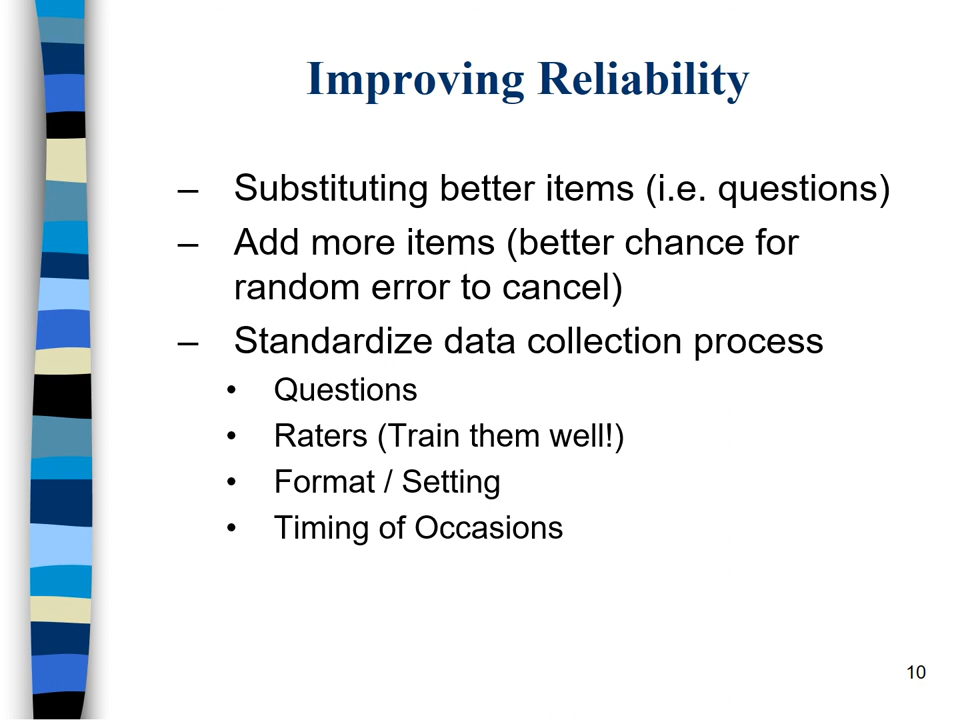 Improving Reliability
– Substituting better items (i.e. questions)
– Add more items (better chance for
random error to cancel)
– Standardize data collection process
• Questions
• Raters (Train them well!)
• Format / Setting
• Timing of Occasions
10